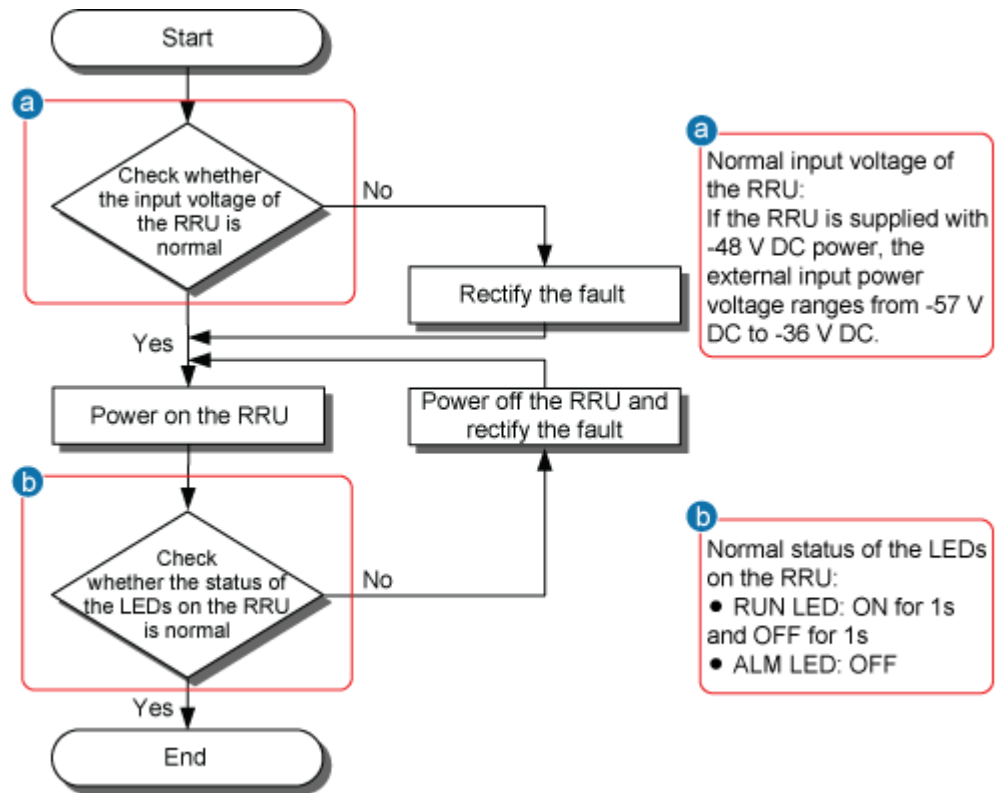 Start
a
Check whether
the input voltage of
the RRU is
normal
No
Rectify the fault
Yes
Power on the RRU
Power off the RRU and
rectify the fault
b
Check
whether the status of
the LEDs on the RRU
is normal
No
Yes
End
a
Normal input voltage of
the RRU:
If the RRU is supplied with
-48 V DC power, the
external input power
voltage ranges from -57 V
DC to -36 V DC.
b
Normal status of the LEDs
on the RRU:
● RUN LED: ON for 1s
and OFF for 1s
● ALM LED: OFF